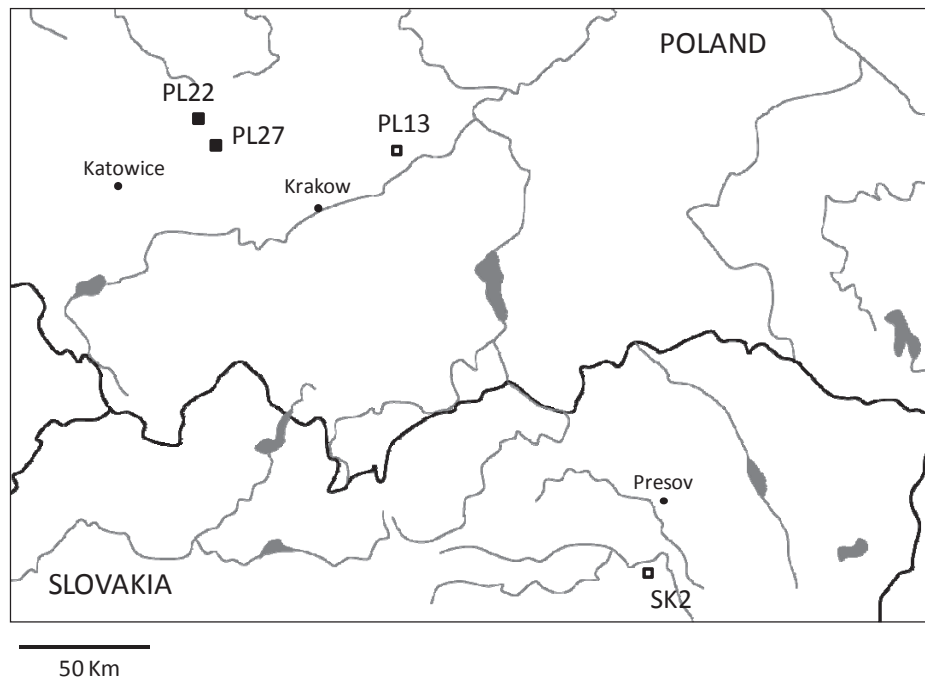 POLAND
PL22
PL27
PL13
Katowice
Krakow
Presov
SLOVAKIA
SK2
50 Km